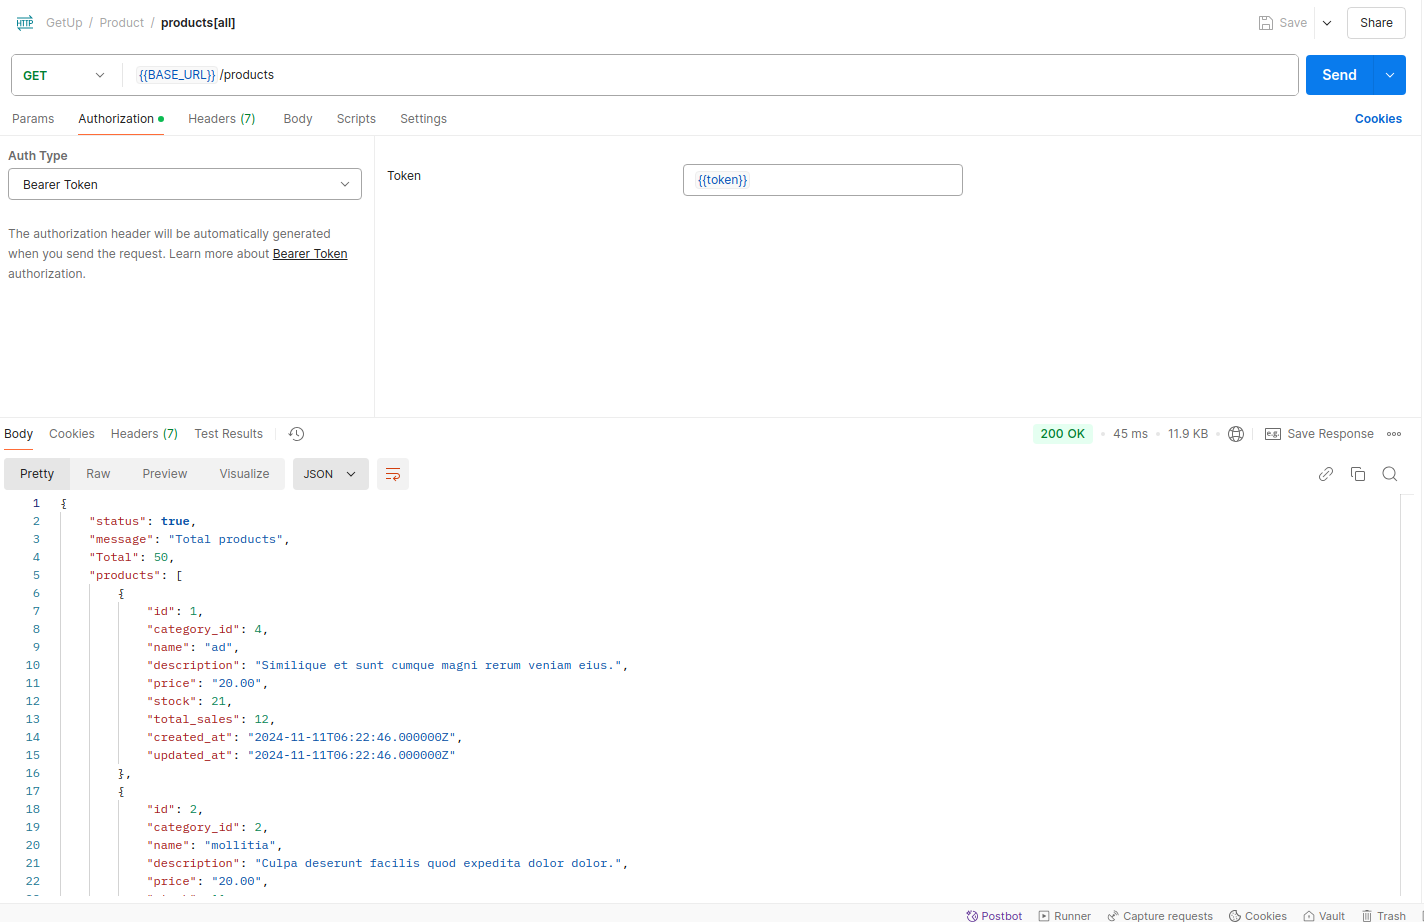 HTTP GetUp / Product / products[all] Save Share
GET {{BASE_URL}} /products Send
Params Authorization Headers (7) Body Scripts Settings Cookies
Auth Type
Bearer Token
Token {{token}}
The authorization header will be automatically generated
when you send the request. Learn more about Bearer Token
authorization.
Body Cookies Headers (7) Test Results 200 OK 45 ms 11.9 KB e.g. Save Response
Pretty Raw Preview Visualize JSON
1 {
2 "status": true,
3 "message": "Total products",
4 "Total": 50,
5 "products": [
6 {
7 "id": 1,
8 "category_id": 4,
9 "name": "ad",
10 "description": "Similique et sunt cumque magni rerum veniam eius.",
11 "price": "20.00",
12 "stock": 21,
13 "total_sales": 12,
14 "created_at": "2024-11-11T06:22:46.000000Z",
15 "updated_at": "2024-11-11T06:22:46.000000Z"
16 },
17 {
18 "id": 2,
19 "category_id": 2,
20 "name": "mollitia",
21 "description": "Culpa deserunt facilis quod expedita dolor dolor.",
22 "price": "20.00",
Postbot Runner Capture requests Cookies Vault Trash